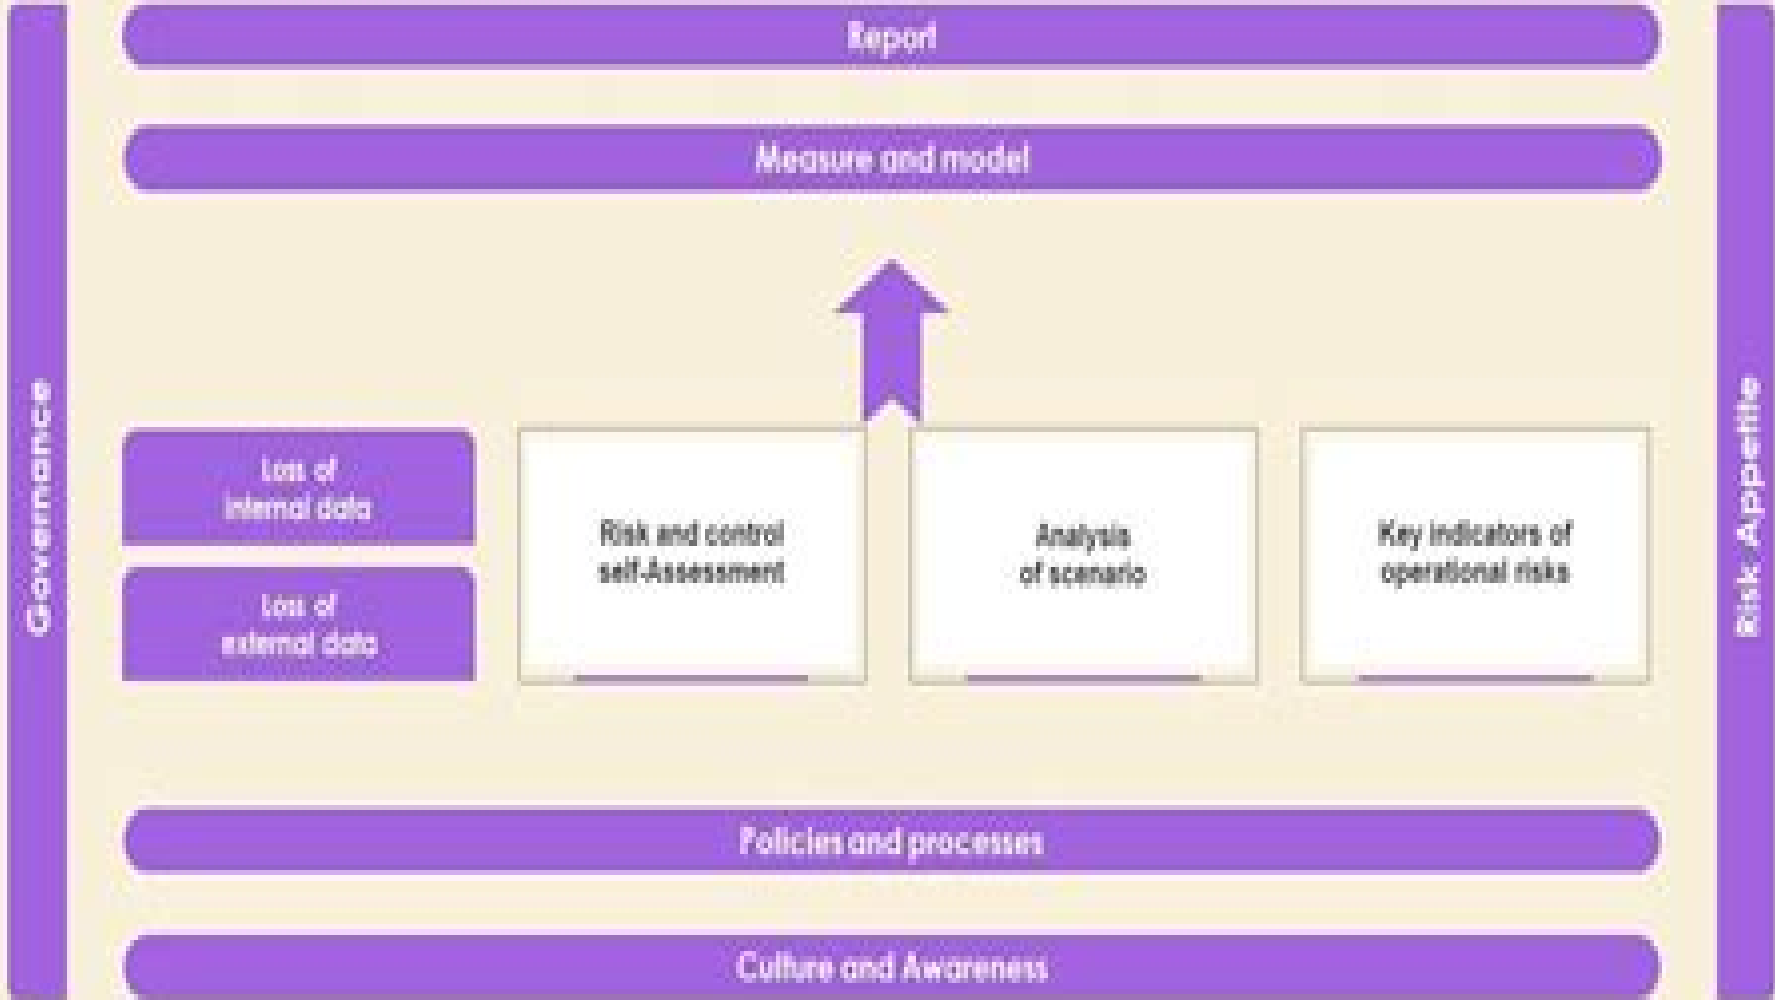 Report
Measure and model
Governance
Loss of
internal data
Loss of
external data
Risk and control
self-Assessment
Analysis
of scenario
Key indicators of
operational risks
Risk Appetite
Policies and processes
Culture and Awareness